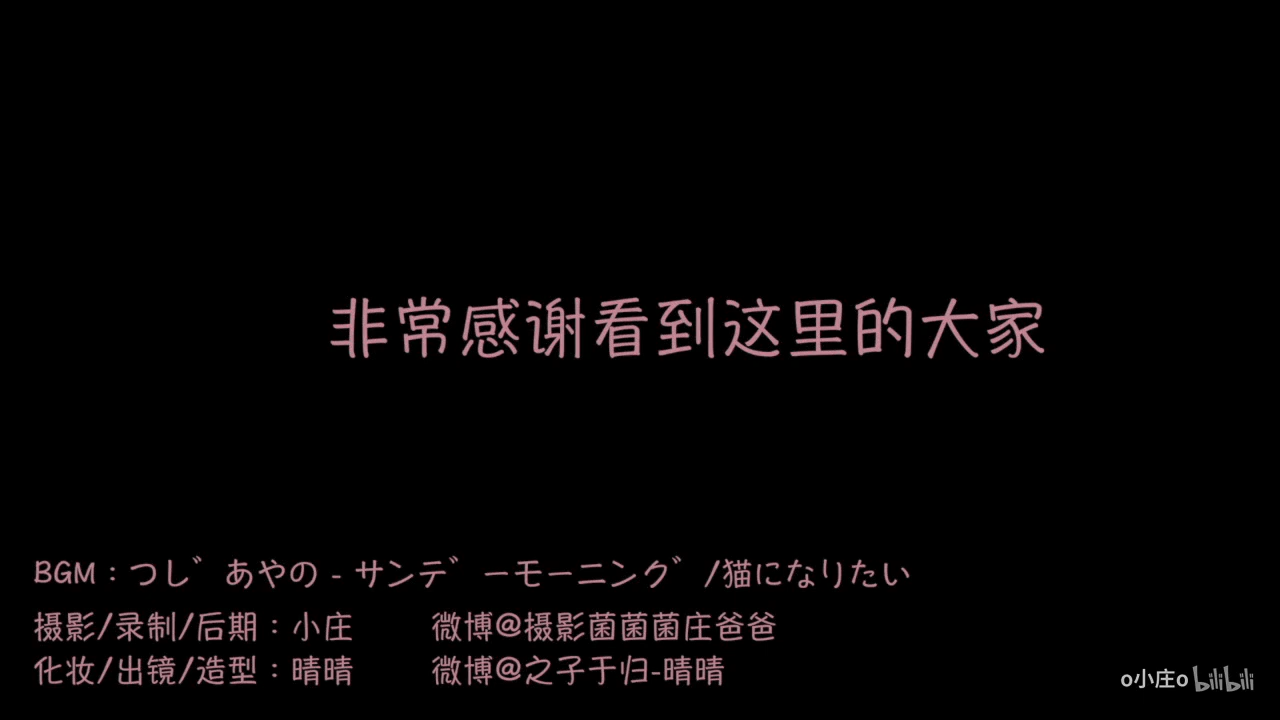 非常感谢看到这里的大家
BGM：つじあやの - サンデーモーニング/猫になりたい
摄影/录制/后期：小庄 微博@摄影菌菌菌庄爸爸
化妆/出镜/造型：晴晴 微博@之子于归-晴晴
o小庄o bilibili